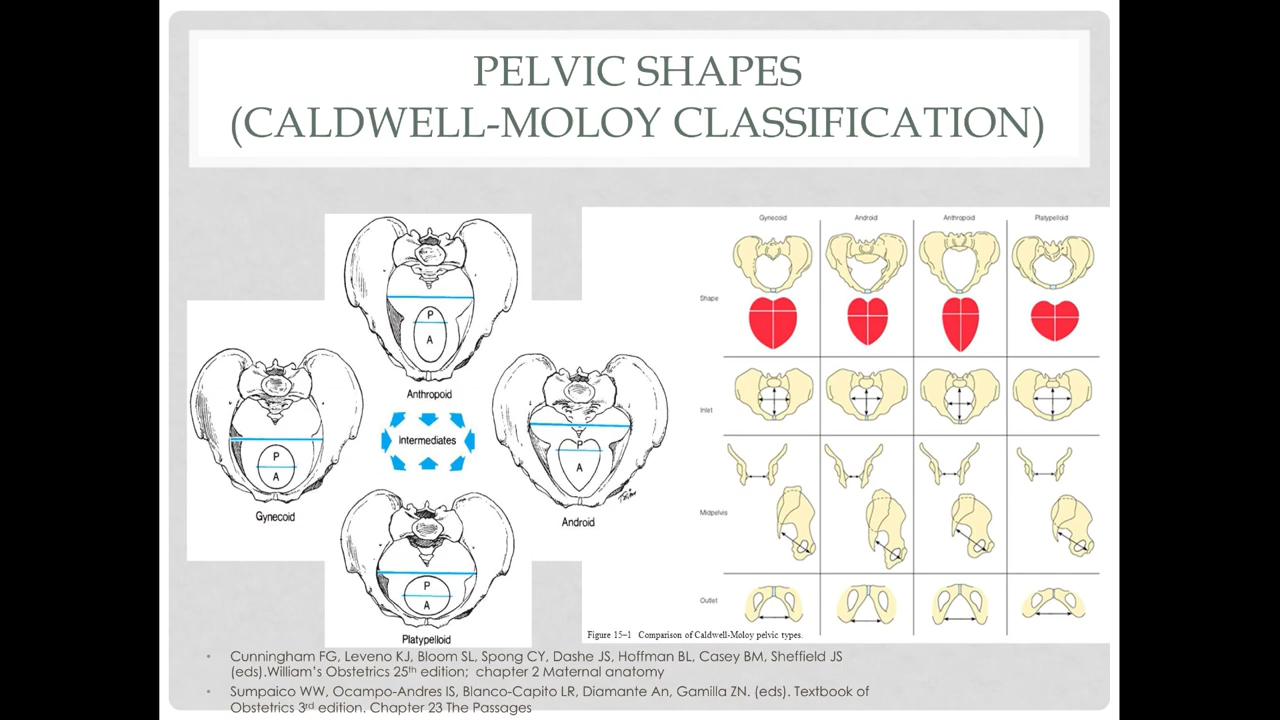 PELVIC SHAPES
(CALDWELL-MOLOY CLASSIFICATION)
P
A
Anthropoid
Intermediates
P
A
Gynecoid
P
A
Android
P
A
Platypelloid
Gynecoid Android Anthropoid Platypelloid
Shape
Inlet
Midpelvis
Outlet
Figure 15–1 Comparison of Caldwell-Moloy pelvic types.
• Cunningham FG, Leveno KJ, Bloom SL, Spong CY, Dashe JS, Hoffman BL, Casey BM, Sheffield JS
(eds).William's Obstetrics 25th edition; chapter 2 Maternal anatomy
• Sumpaico WW, Ocampo-Andres IS, Blanco-Capito LR, Diamante An, Gamilla ZN. (eds). Textbook of
Obstetrics 3rd edition. Chapter 23 The Passages